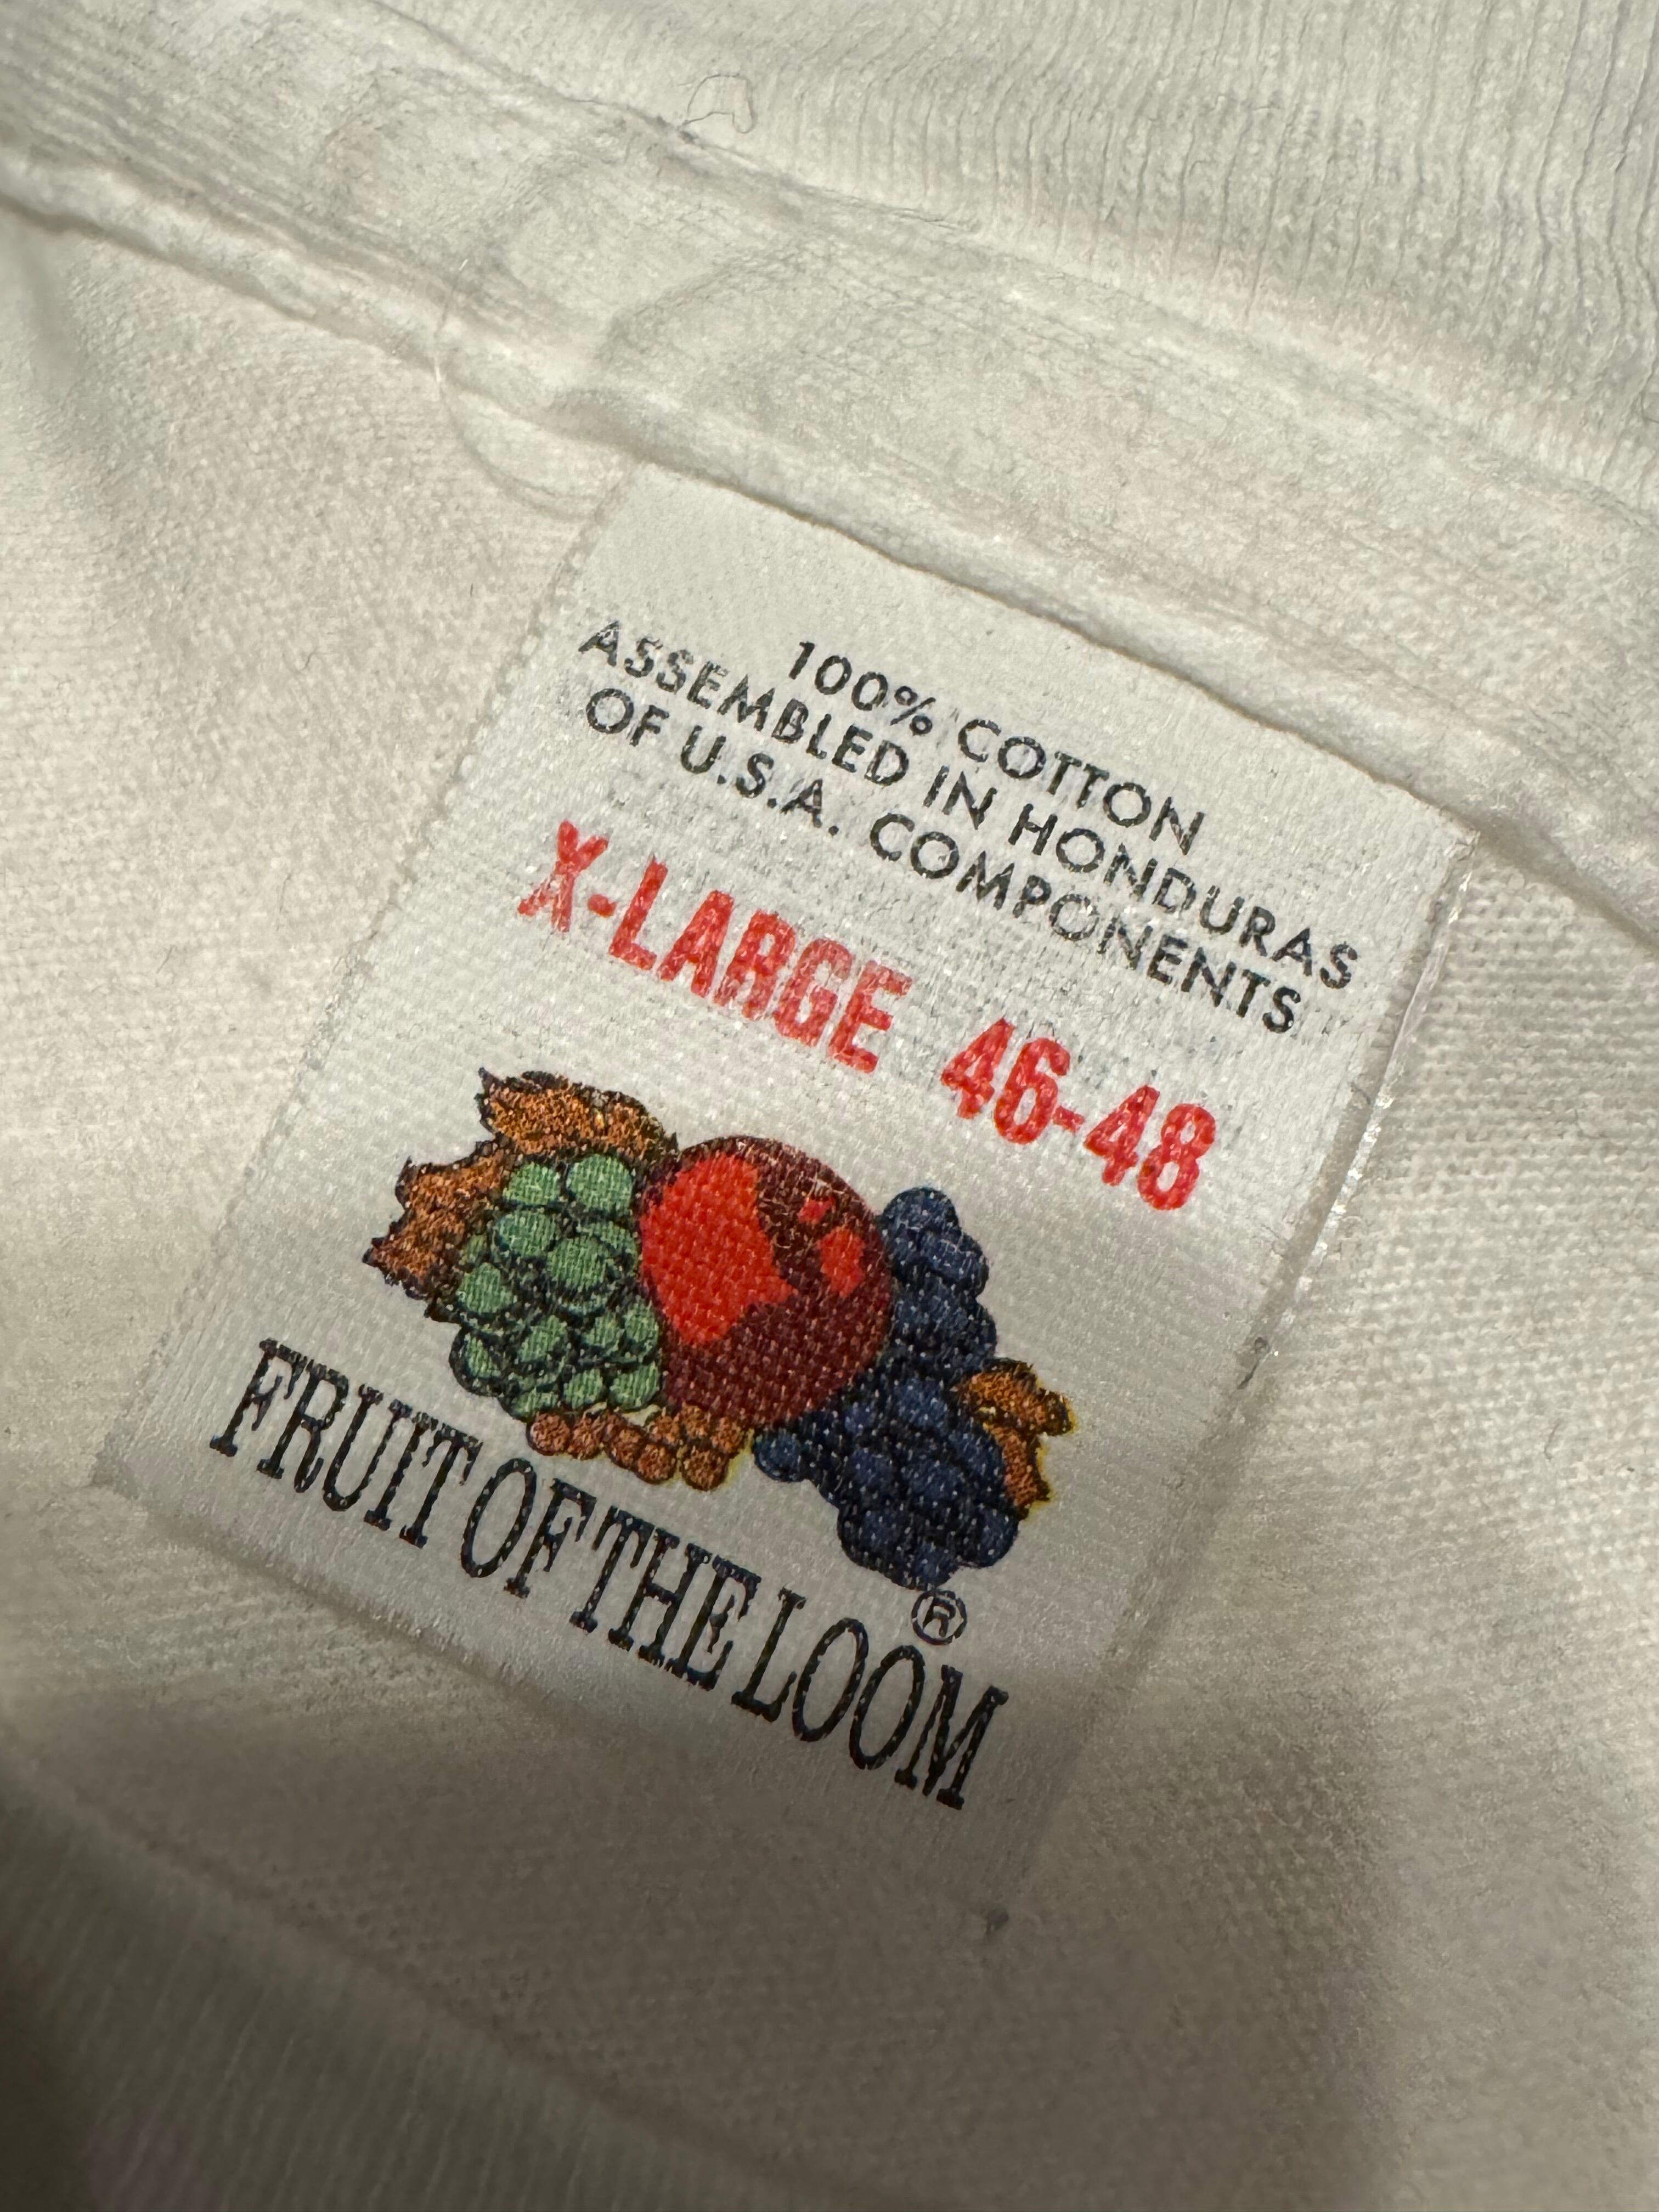 100% COTTON
ASSEMBLED IN HONDURAS
OF U.S.A. COMPONENTS
X-LARGE 46-48
FRUIT OF THE LOOM®